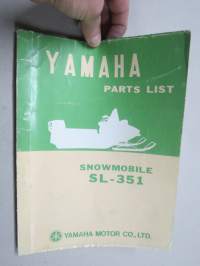 YAMAHA
PARTS LIST
SNOWMOBILE
SL-351
YAMAHA MOTOR CO., LTD.